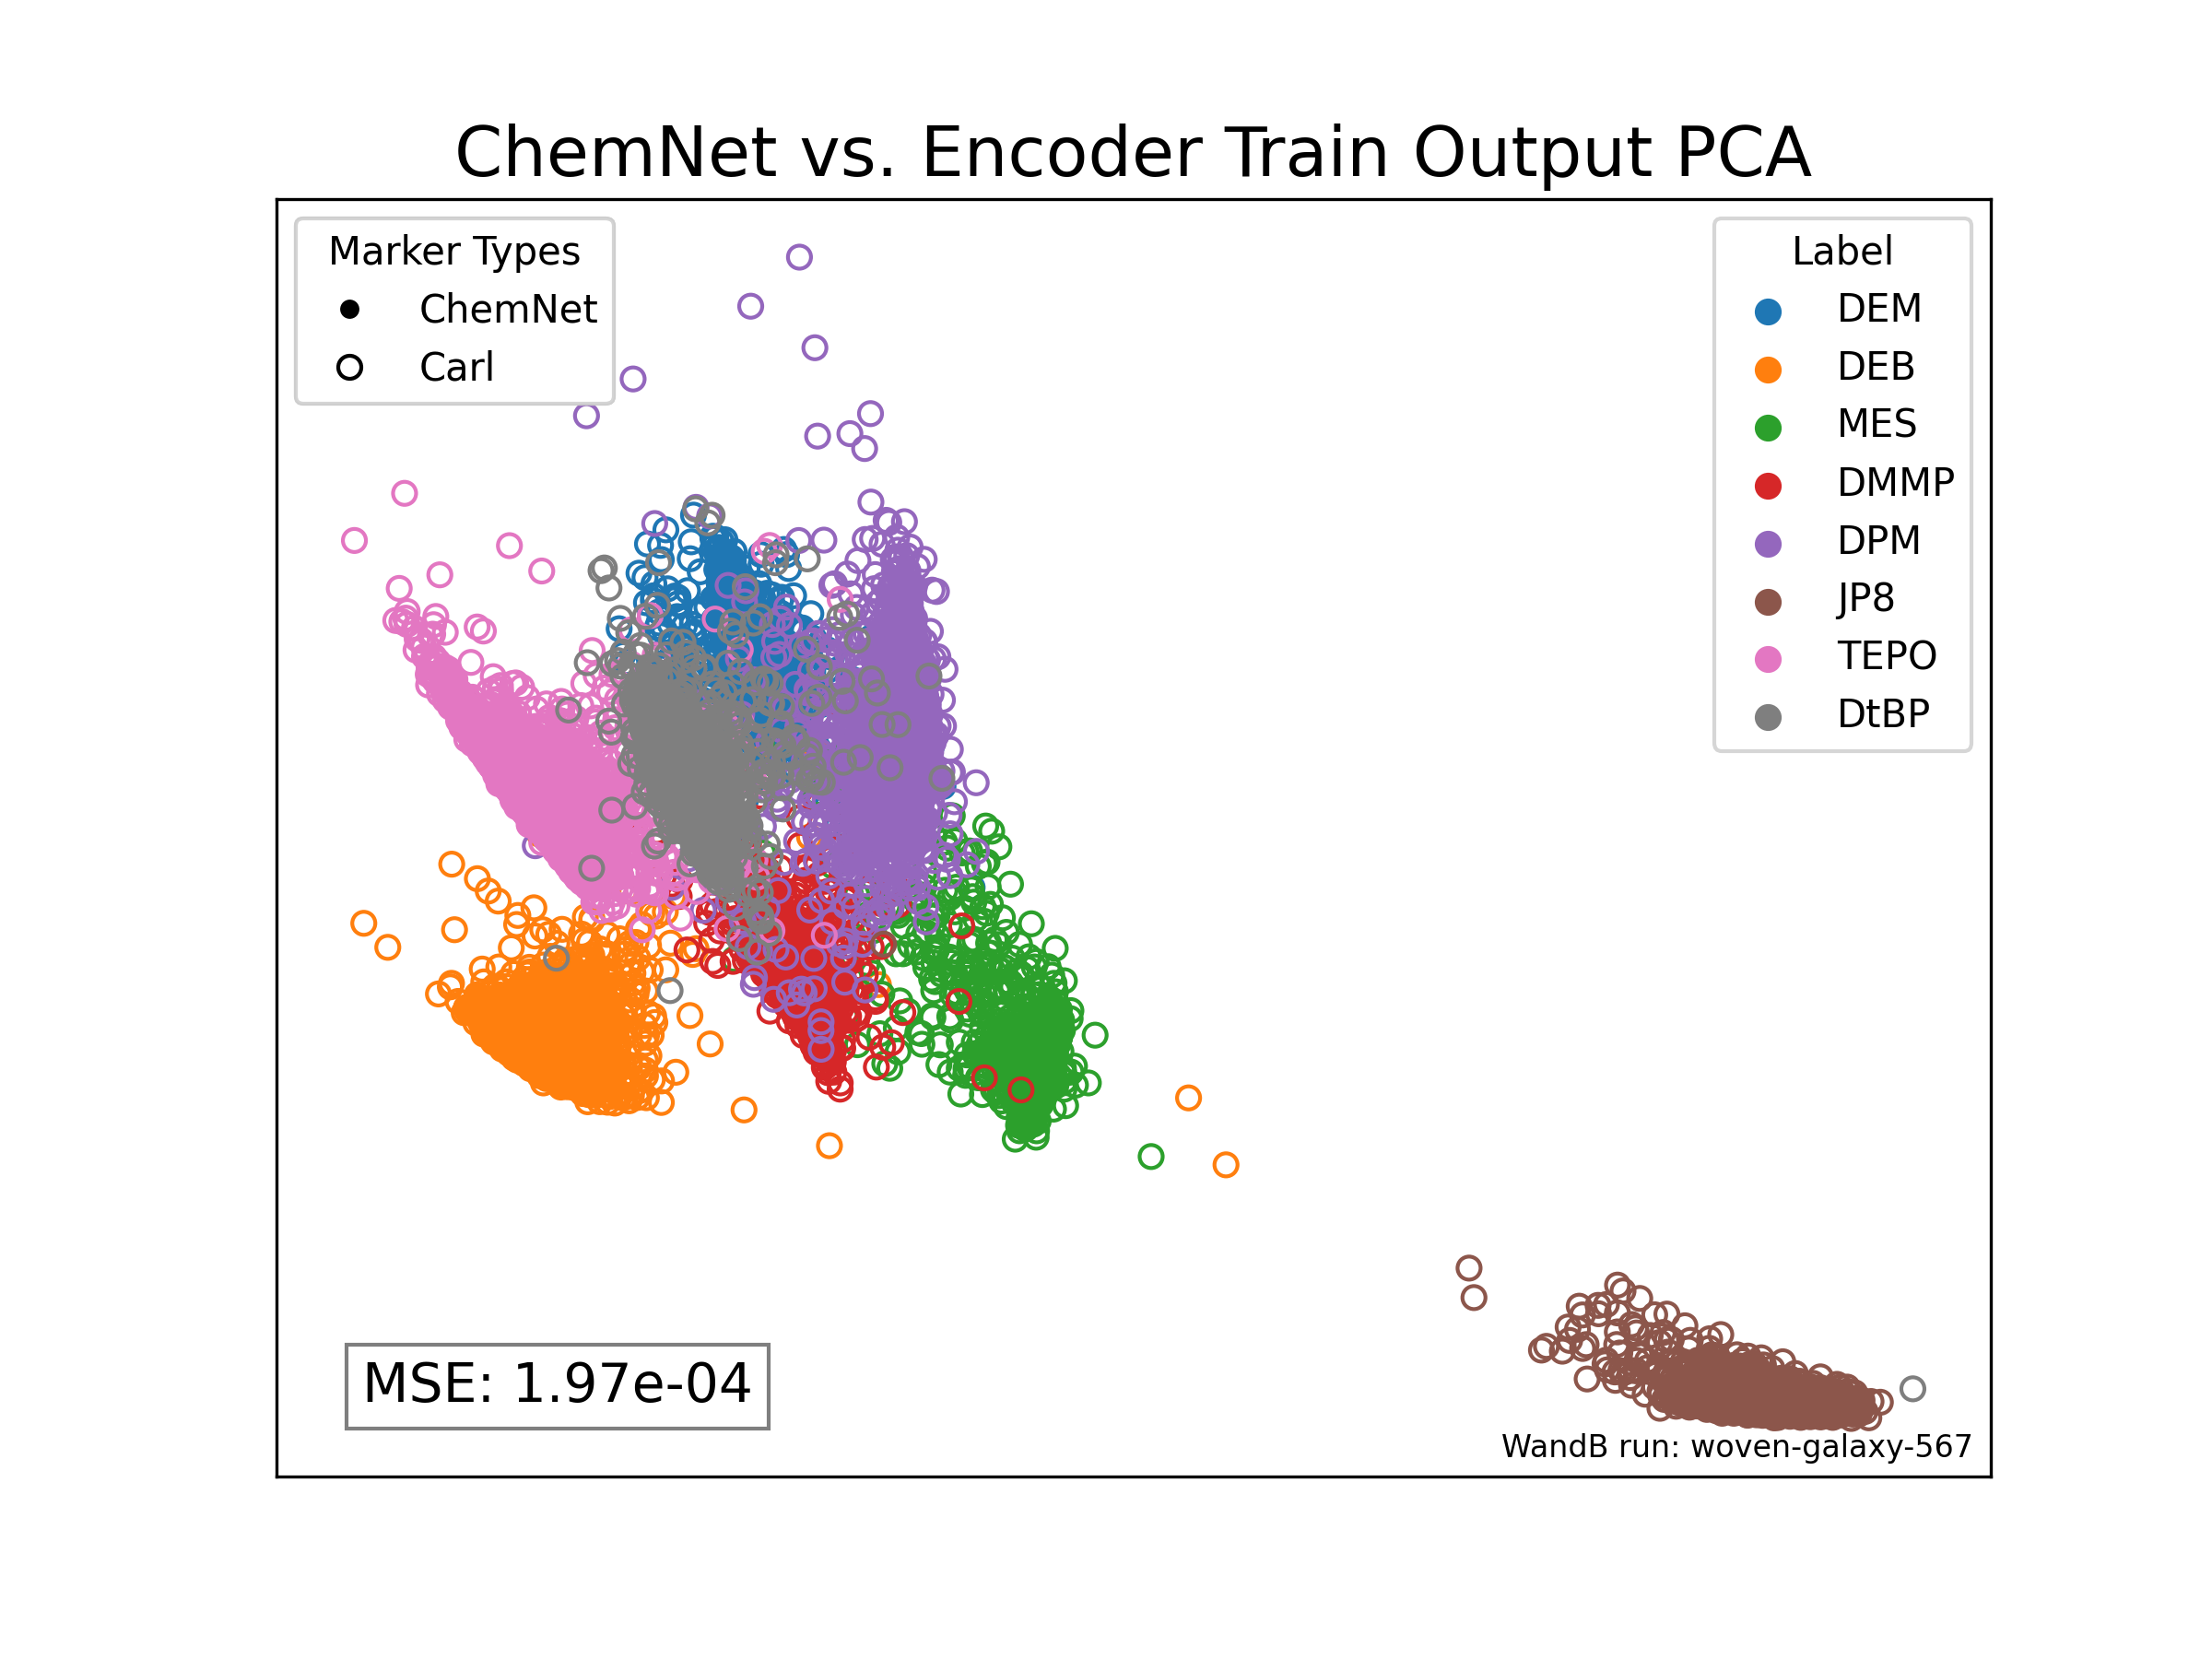 ChemNet vs. Encoder Train Output PCA
Marker Types
ChemNet
Carl
Label
DEM
DEB
MES
DMMP
DPM
JP8
TEPO
DtBP
MSE: 1.97e-04
WandB run: woven-galaxy-567